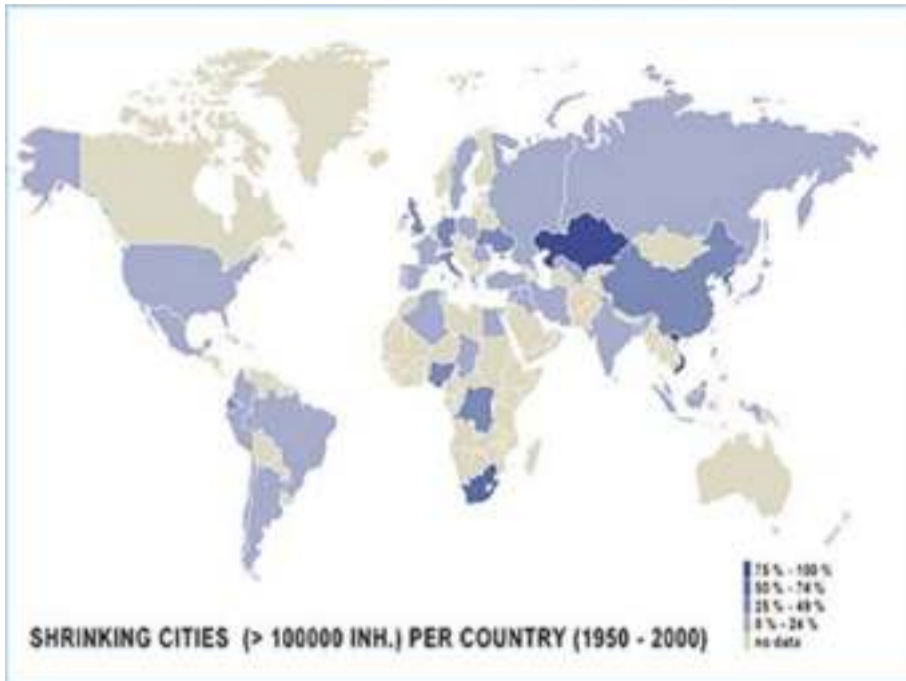 75 % - 100 %
50 % - 74 %
25 % - 49 %
0 % - 24 %
no data
SHRINKING CITIES (> 100000 INH.) PER COUNTRY (1950 - 2000)